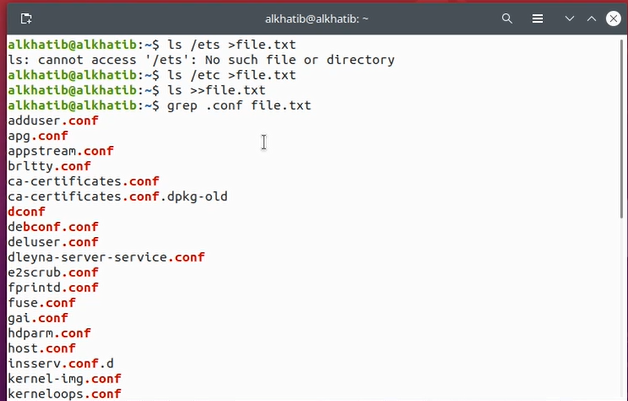 alkhatib@alkhatib: ~
alkhatib@alkhatib:~$ ls /ets >file.txt
ls: cannot access '/ets': No such file or directory
alkhatib@alkhatib:~$ ls /etc >file.txt
alkhatib@alkhatib:~$ ls >>file.txt
alkhatib@alkhatib:~$ grep .conf file.txt
adduser.conf
apg.conf
appstream.conf
brltty.conf
ca-certificates.conf
ca-certificates.conf.dpkg-old
dconf
debconf.conf
deluser.conf
dleyna-server-service.conf
e2scrub.conf
fprintd.conf
fuse.conf
gai.conf
hdparm.conf
host.conf
insserv.conf.d
kernel-img.conf
kerneloops.conf